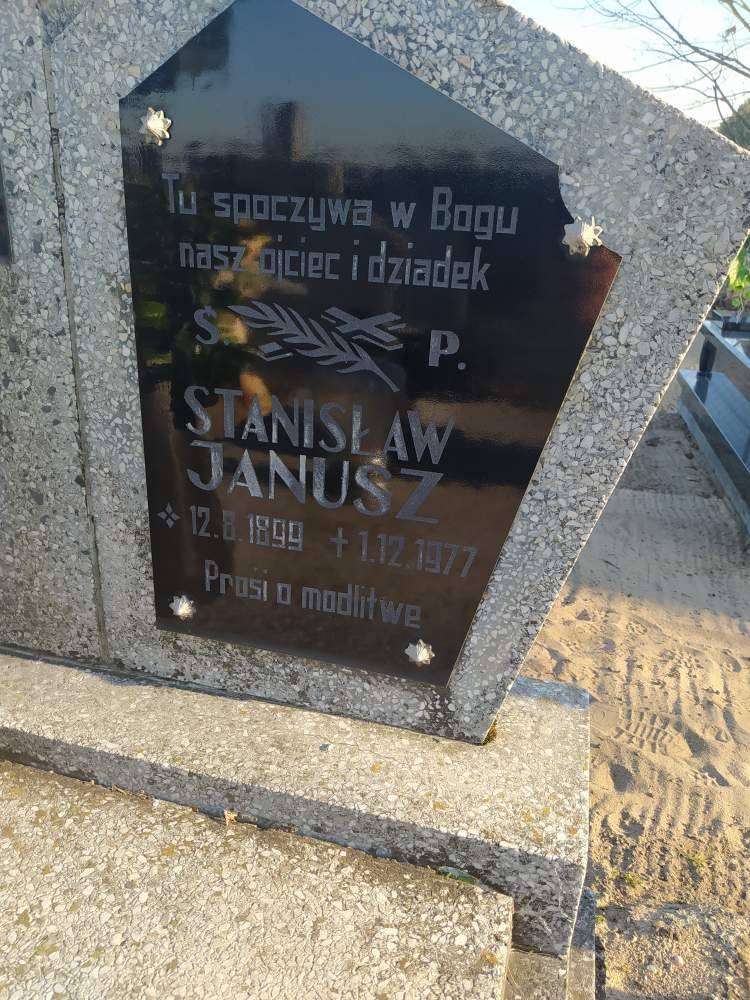 Tu spoczywa w Bogu
nasz ojciec i dziadek
Ś. P.
STANISŁAW
JANUSZ
12.8.1899 + 1.12.1977
Prosi o modlitwe